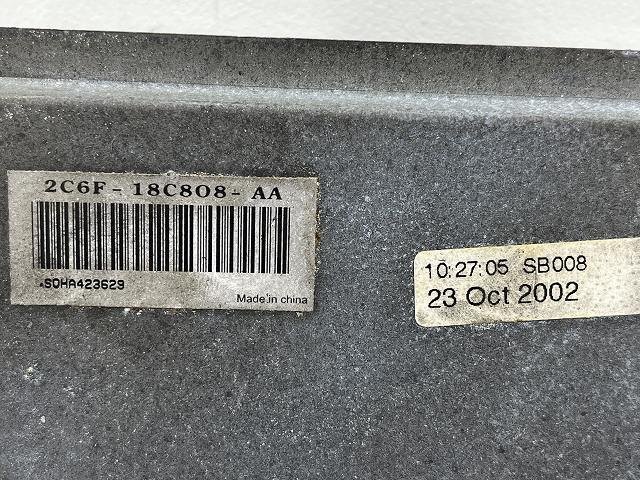 2C6F-18C808-AA
.SOHA423629
Made in china
10:27:05 SB008
23 Oct 2002